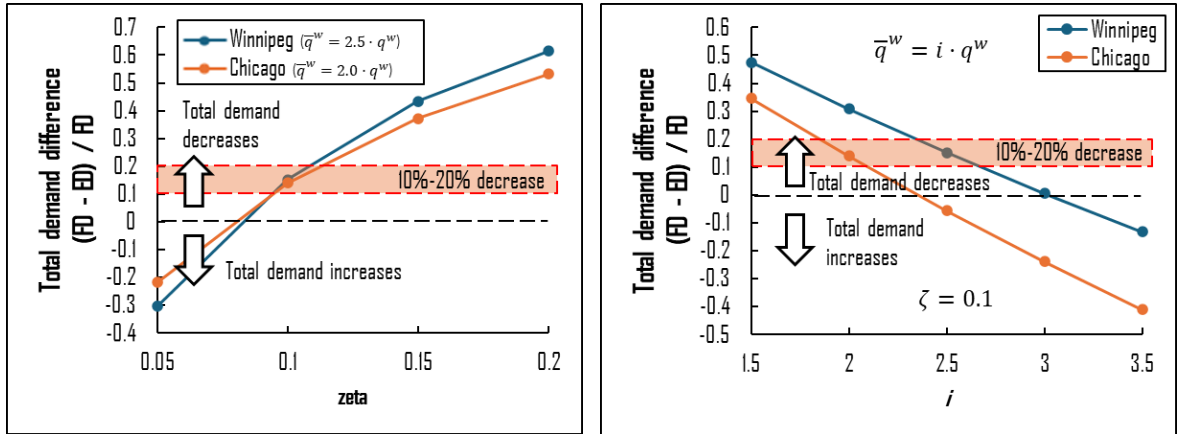 Total demand difference
(FD - ED) / FD
0.7
0.6
0.5
0.4
0.3
0.2
0.1
0
-0.1
-0.2
-0.3
-0.4
Winnipeg (q̅ʷ = 2.5 · qʷ)
Chicago (q̅ʷ = 2.0 · qʷ)
Total demand
decreases
10%-20% decrease
Total demand increases
0.05 0.1 0.15 0.2
zeta
Total demand difference
(FD - ED) / FD
0.7
0.6
0.5
0.4
0.3
0.2
0.1
0
-0.1
-0.2
-0.3
-0.4
-0.5
q̅ʷ = i · qʷ
Winnipeg
Chicago
10%-20% decrease
Total demand decreases
Total demand
increases
ζ = 0.1
1.5 2 2.5 3 3.5
i